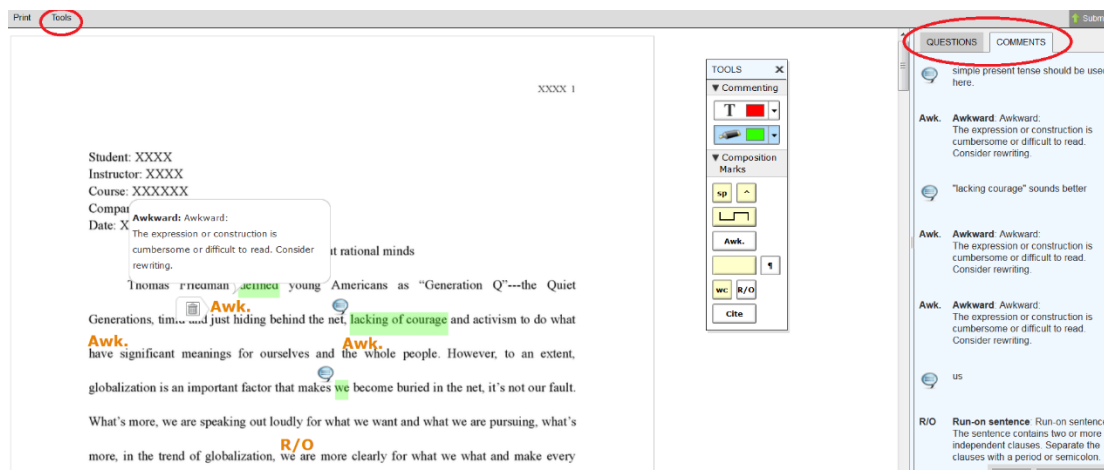 Print Tools
Submi
XXXX 1
Student: XXXX
Instructor: XXXX
Course: XXXXXX
Compar
Date: X
Awkward: Awkward:
The expression or construction is
cumbersome or difficult to read. Consider
rewriting.
ut rational minds
Thomas Friedman defined young Americans as “Generation Q”---the Quiet
Awk.
Generations, timid and just hiding behind the net, lacking of courage and activism to do what
Awk.
Awk.
have significant meanings for ourselves and the whole people. However, to an extent,
globalization is an important factor that makes we become buried in the net, it’s not our fault.
What’s more, we are speaking out loudly for what we want and what we are pursuing, what’s
R/O
more, in the trend of globalization, we are more clearly for what we what and make every
TOOLS
Commenting
T
Composition
Marks
sp ^
Awk.
¶
wc R/O
Cite
QUESTIONS COMMENTS
simple present tense should be used
here.
Awk. Awkward: Awkward:
The expression or construction is
cumbersome or difficult to read.
Consider rewriting.
"lacking courage" sounds better
Awk. Awkward: Awkward:
The expression or construction is
cumbersome or difficult to read.
Consider rewriting.
Awk. Awkward: Awkward:
The expression or construction is
cumbersome or difficult to read.
Consider rewriting.
us
R/O Run-on sentence: Run-on sentence
The sentence contains two or more
independent clauses. Separate the
clauses with a period or semicolon.